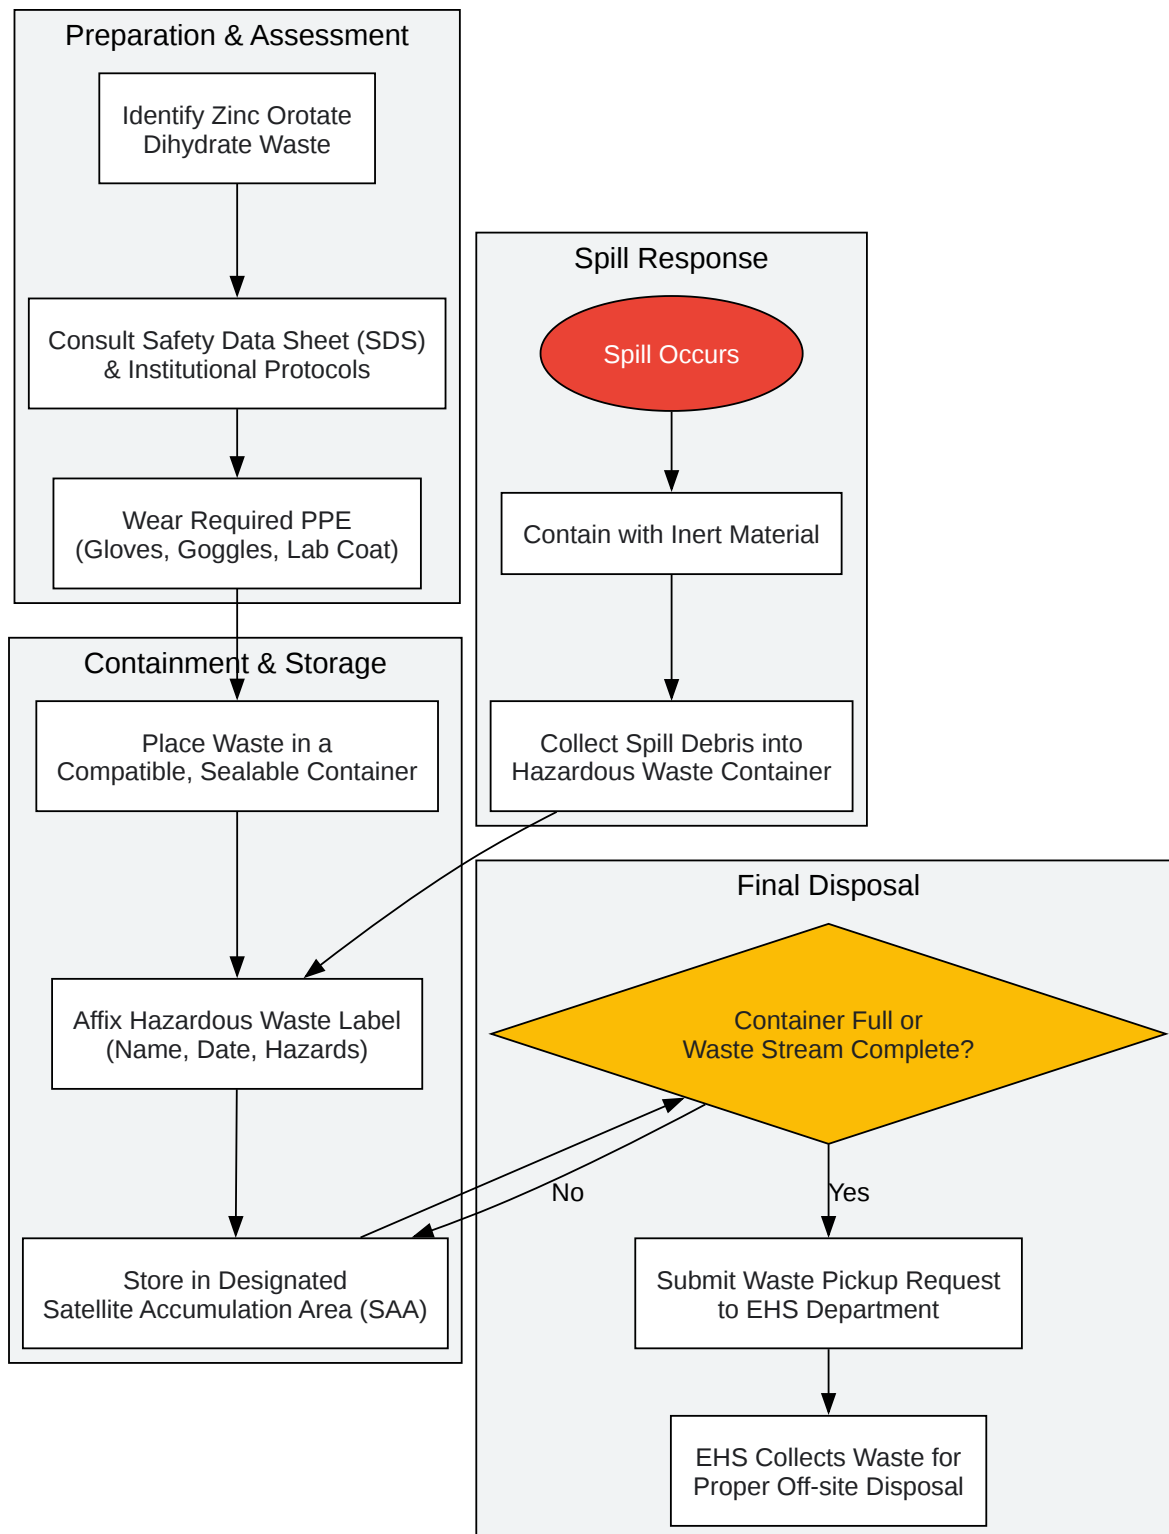 Preparation & Assessment
Identify Zinc Orotate
Dihydrate Waste
Consult Safety Data Sheet (SDS)
& Institutional Protocols
Wear Required PPE
(Gloves, Goggles, Lab Coat)
Containment & Storage
Place Waste in a
Compatible, Sealable Container
Affix Hazardous Waste Label
(Name, Date, Hazards)
Store in Designated
Satellite Accumulation Area (SAA)
Spill Response
Spill Occurs
Contain with Inert Material
Collect Spill Debris into
Hazardous Waste Container
Final Disposal
Container Full or
Waste Stream Complete?
No
Yes
Submit Waste Pickup Request
to EHS Department
EHS Collects Waste for
Proper Off-site Disposal